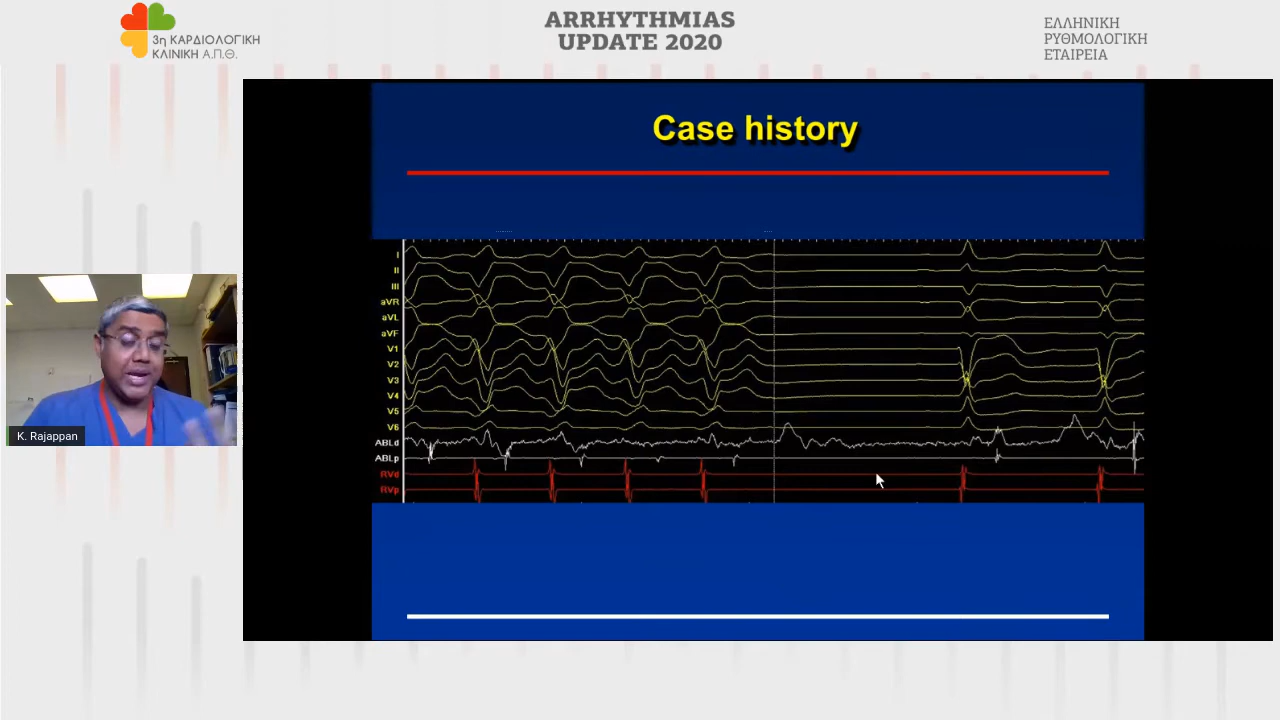 3η ΚΑΡΔΙΟΛΟΓΙΚΗ
ΚΛΙΝΙΚΗ Α.Π.Θ.
ARRHYTHMIAS
UPDATE 2020
ΕΛΛΗΝΙΚΗ
ΡΥΘΜΟΛΟΓΙΚΗ
ΕΤΑΙΡΕΙΑ
Case history
I
II
III
aVR
aVL
aVF
V1
V2
V3
V4
V5
V6
ABLd
ABLp
RVd
RVp
K. Rajappan